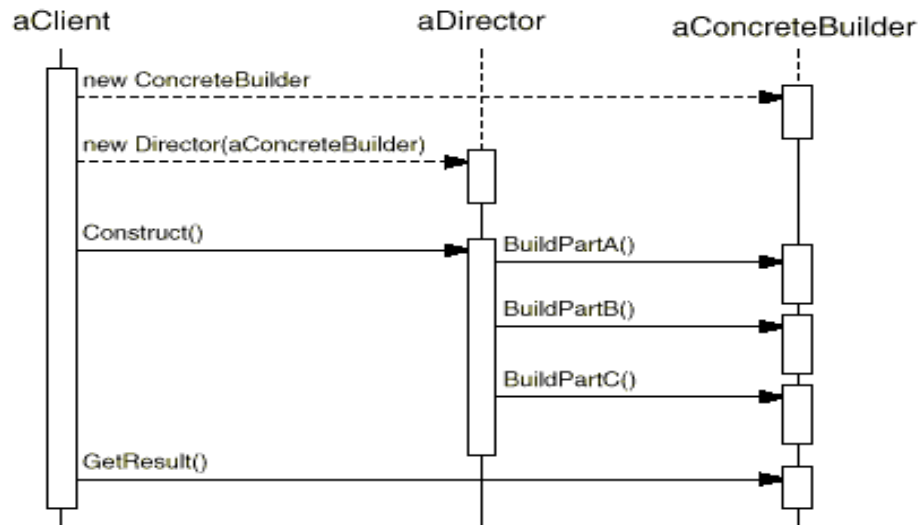 aClient
aDirector
aConcreteBuilder
new ConcreteBuilder
new Director(aConcreteBuilder)
Construct()
BuildPartA()
BuildPartB()
BuildPartC()
GetResult()